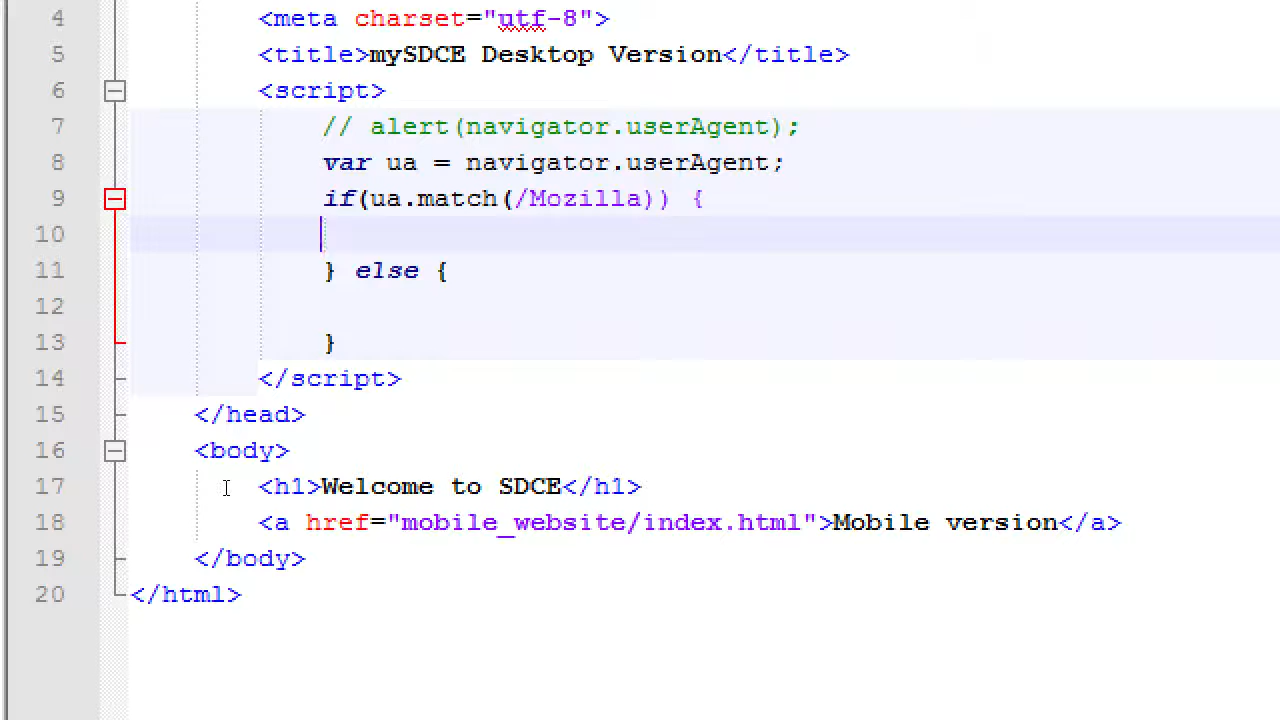 4 <meta charset="utf-8">
5 <title>mySDCE Desktop Version</title>
6 <script>
7 // alert(navigator.userAgent);
8 var ua = navigator.userAgent;
9 if(ua.match(/Mozilla)) {
10
11 } else {
12
13 }
14 </script>
15 </head>
16 <body>
17 <h1>Welcome to SDCE</h1>
18 <a href="mobile_website/index.html">Mobile version</a>
19 </body>
20 </html>